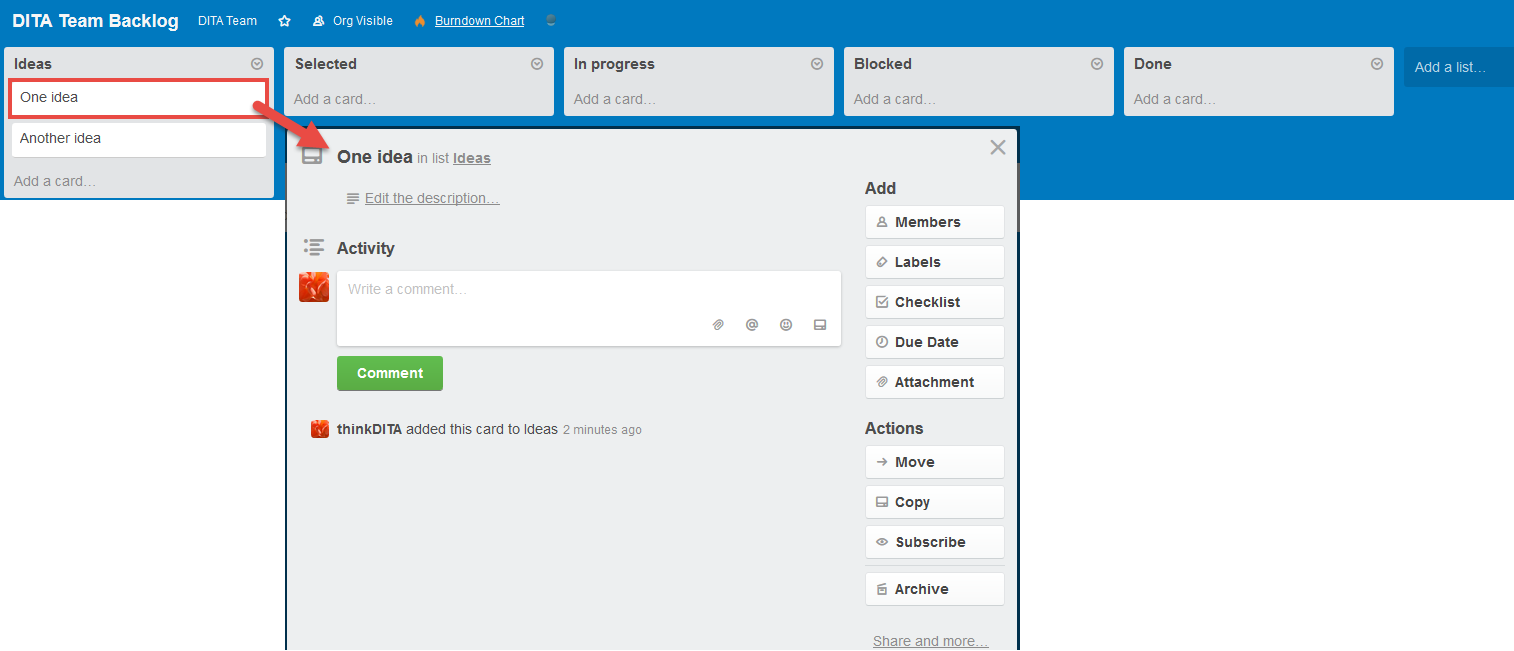 DITA Team Backlog DITA Team Org Visible Burndown Chart
Ideas Selected In progress Blocked Done Add a list…
One idea Add a card… Add a card… Add a card… Add a card…
Another idea
Add a card…
One idea in list Ideas
Edit the description…
Activity
Write a comment…
Comment
thinkDITA added this card to Ideas 2 minutes ago
Add
Members
Labels
Checklist
Due Date
Attachment
Actions
Move
Copy
Subscribe
Archive
Share and more…